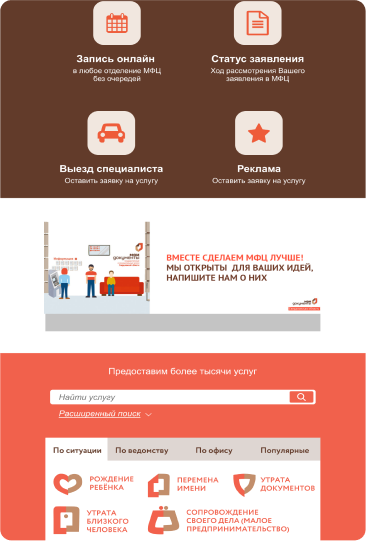 Запись онлайн
в любое отделение МФЦ
без очередей
Статус заявления
Ход рассмотрения Вашего
заявления в МФЦ
Выезд специалиста
Оставить заявку на услугу
Реклама
Оставить заявку на услугу
документы
ВМЕСТЕ СДЕЛАЕМ МФЦ ЛУЧШЕ!
МЫ ОТКРЫТЫ ДЛЯ ВАШИХ ИДЕЙ,
НАПИШИТЕ НАМ О НИХ
документы
Предоставим более тысячи услуг
Найти услугу
Расширенный поиск
По ситуации
По ведомству
По офису
Популярные
РОЖДЕНИЕ
РЕБЁНКА
ПЕРЕМЕНА
ИМЕНИ
УТРАТА
ДОКУМЕНТОВ
УТРАТА
БЛИЗКОГО
ЧЕЛОВЕКА
СОПРОВОЖДЕНИЕ
СВОЕГО ДЕЛА (МАЛОЕ
ПРЕДПРИНИМАТЕЛЬСТВО)